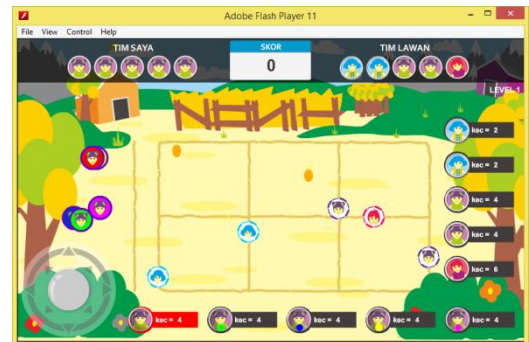 Adobe Flash Player 11
File View Control Help
TIM SAYA
SKOR
TIM LAWAN
0
LEVEL 1
kec = 2
kec = 2
kec = 4
kec = 4
kec = 6
kec = 4
kec = 4
kec = 4
kec = 4
kec = 4